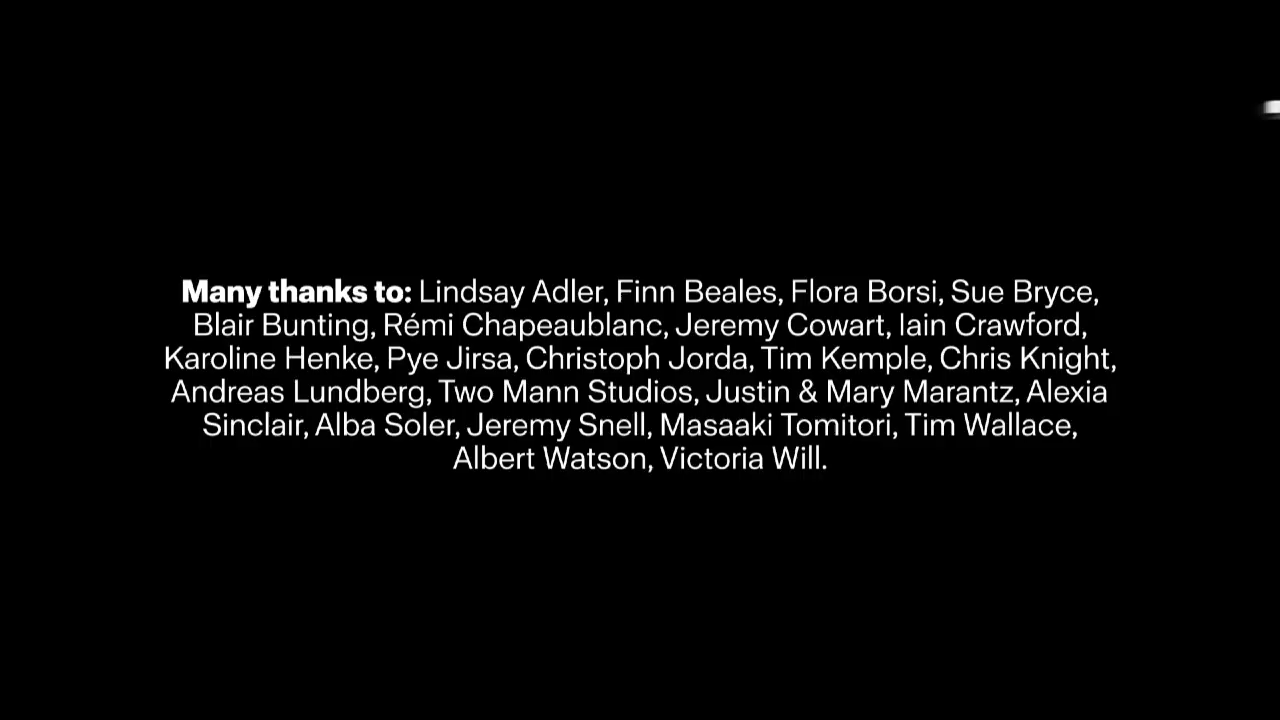 Many thanks to: Lindsay Adler, Finn Beales, Flora Borsi, Sue Bryce,
Blair Bunting, Rémi Chapeaublanc, Jeremy Cowart, Iain Crawford,
Karoline Henke, Pye Jirsa, Christoph Jorda, Tim Kemple, Chris Knight,
Andreas Lundberg, Two Mann Studios, Justin & Mary Marantz, Alexia
Sinclair, Alba Soler, Jeremy Snell, Masaaki Tomitori, Tim Wallace,
Albert Watson, Victoria Will.